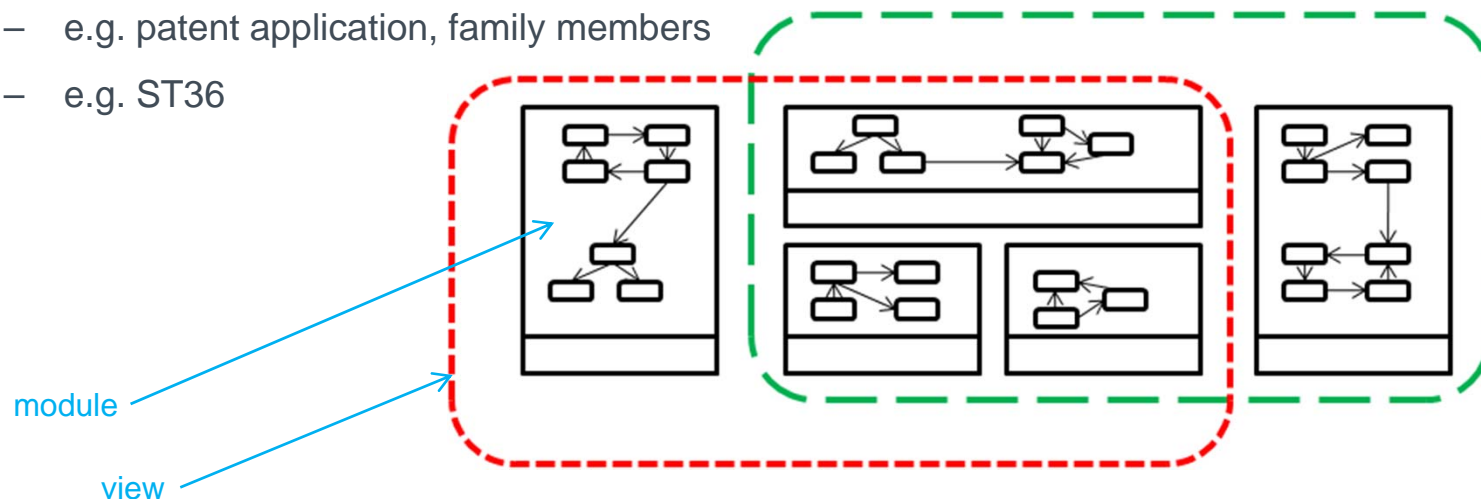 – e.g. patent application, family members
– e.g. ST36
module
view